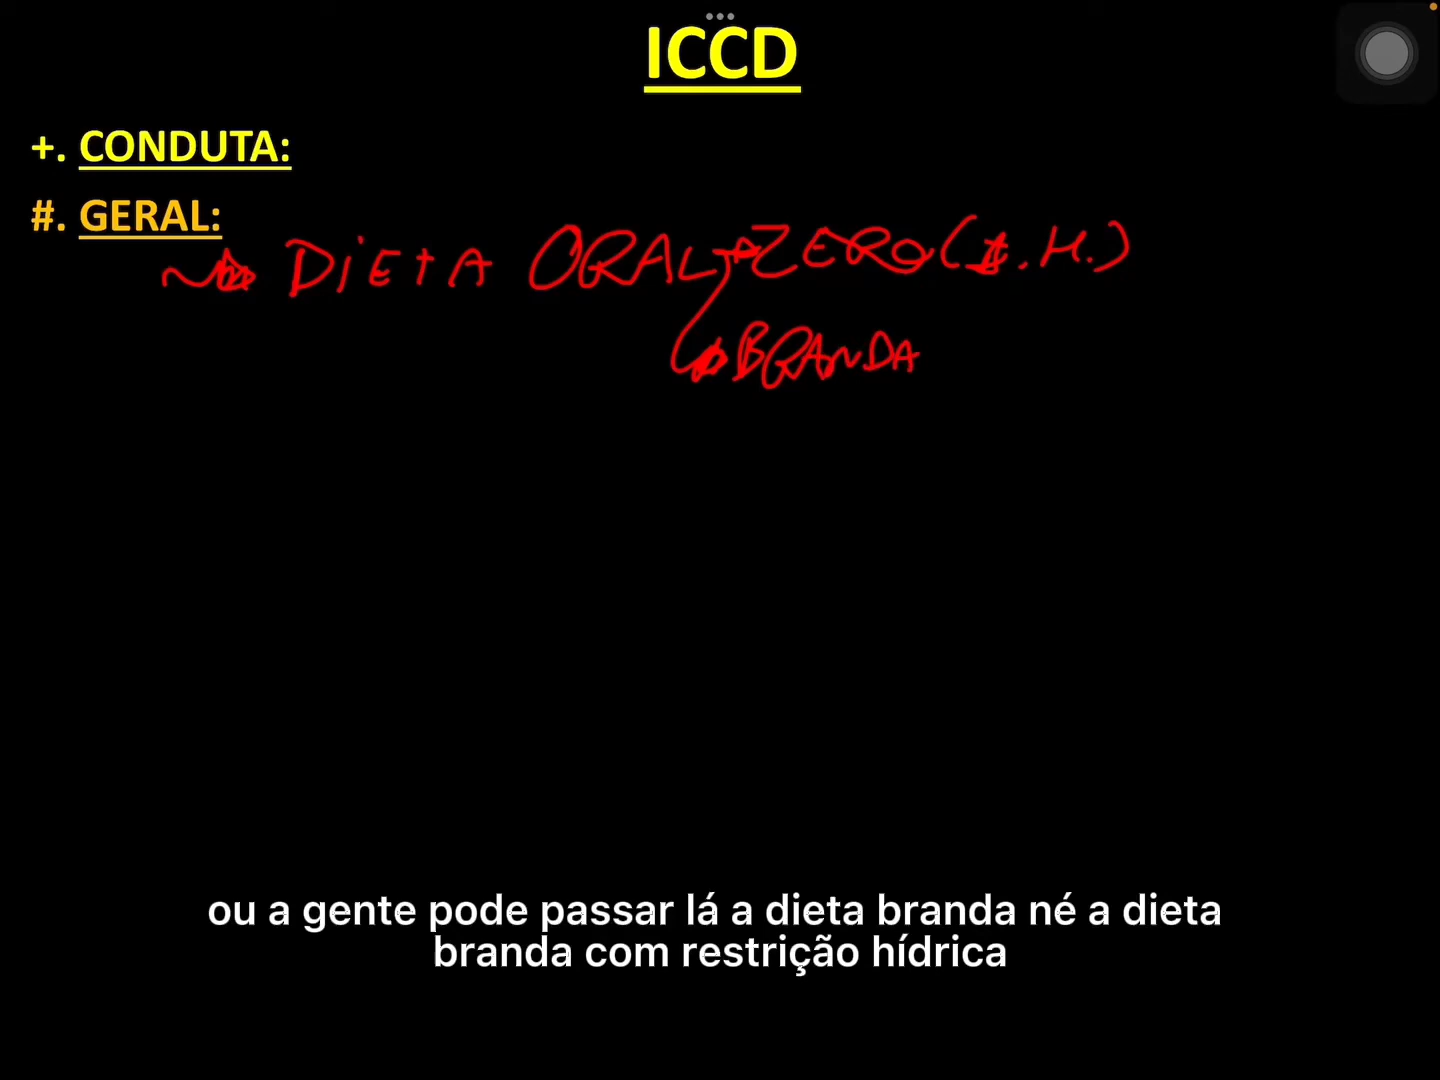 ICCD
+. CONDUTA:
#. GERAL:
DIETA ORAL ZERO (I.H.)
BRANDA
ou a gente pode passar lá a dieta branda né a dieta
branda com restrição hídrica